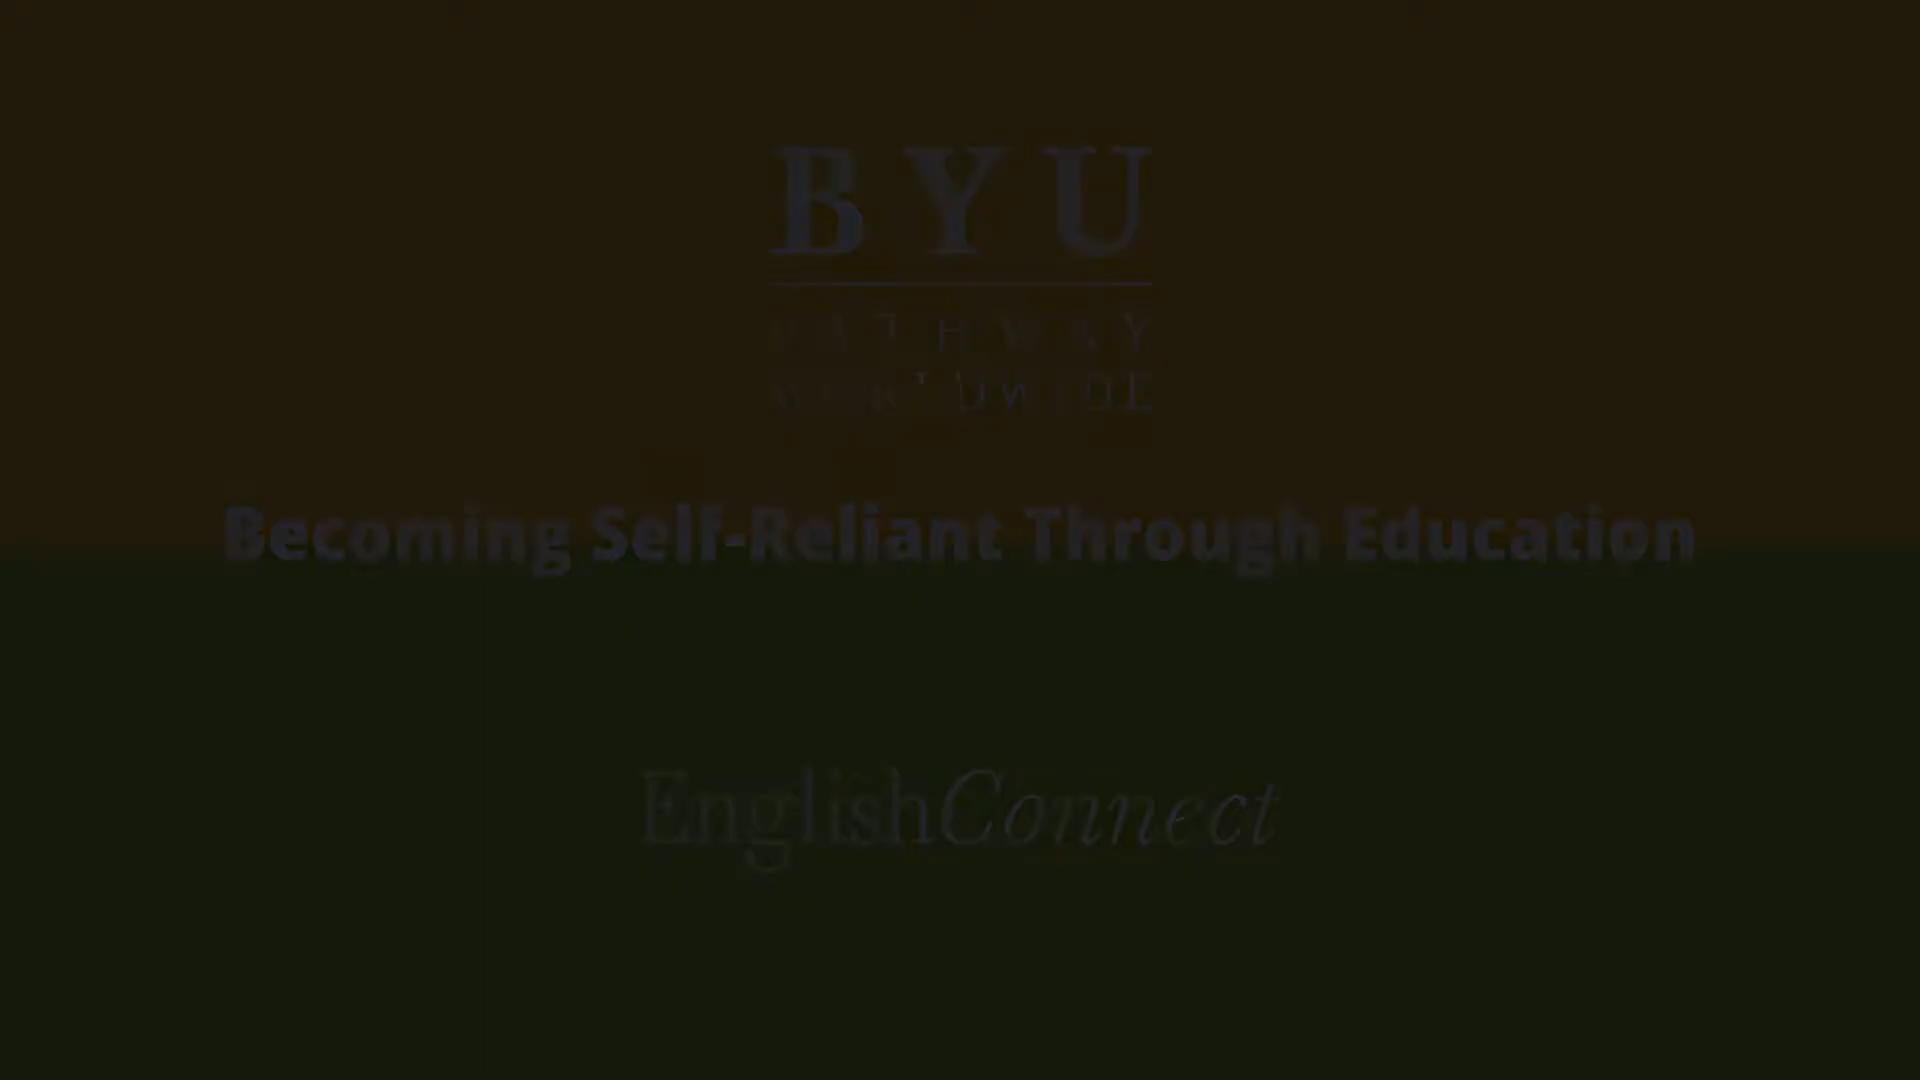 BYU
PATHWAY
WORLDWIDE
Becoming Self-Reliant Through Education
EnglishConnect